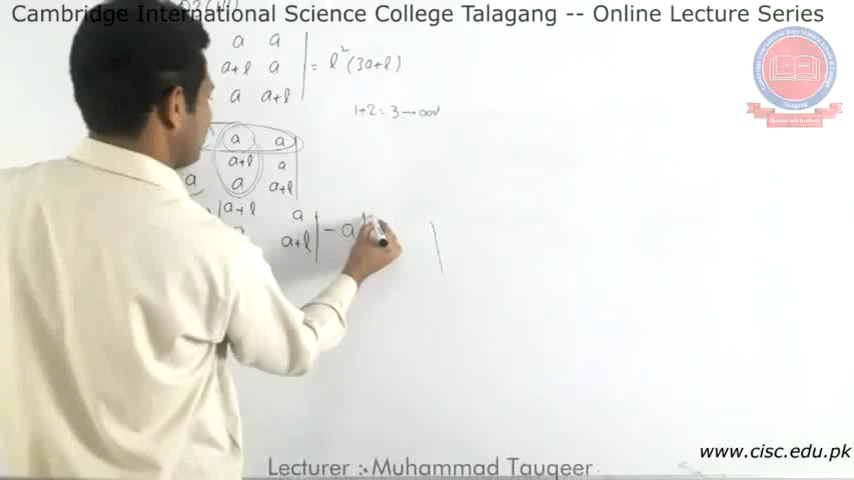 Cambridge International Science College Talagang -- Online Lecture Series
a a
a+l a = l²(3a+l)
a a+l
1+2=3→odd
a a
a+l a
a a a+l
|a+l a
a+l| - a
www.cisc.edu.pk
Lecturer :- Muhammad Tauqeer